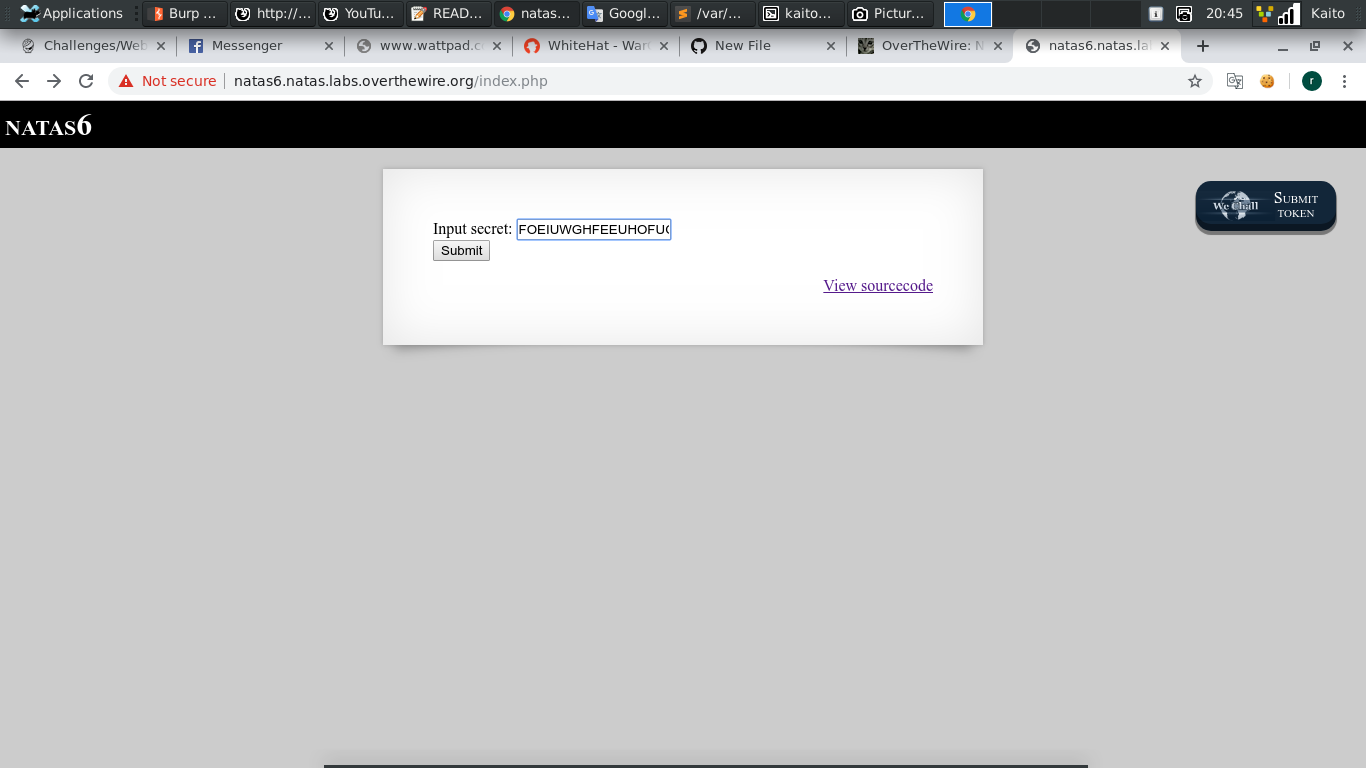 Applications Burp ... http://... YouTu... READ... natas... Googl... /var/... kaito... Pictur... 20:45 Kaito
Challenges/Web Messenger www.wattpad.c WhiteHat - War New File OverTheWire: N natas6.natas.la
Not secure natas6.natas.labs.overthewire.org/index.php r
NATAS6
Input secret: FOEIUWGHFEEUHOFU
Submit
View sourcecode
We Chall SUBMIT
TOKEN